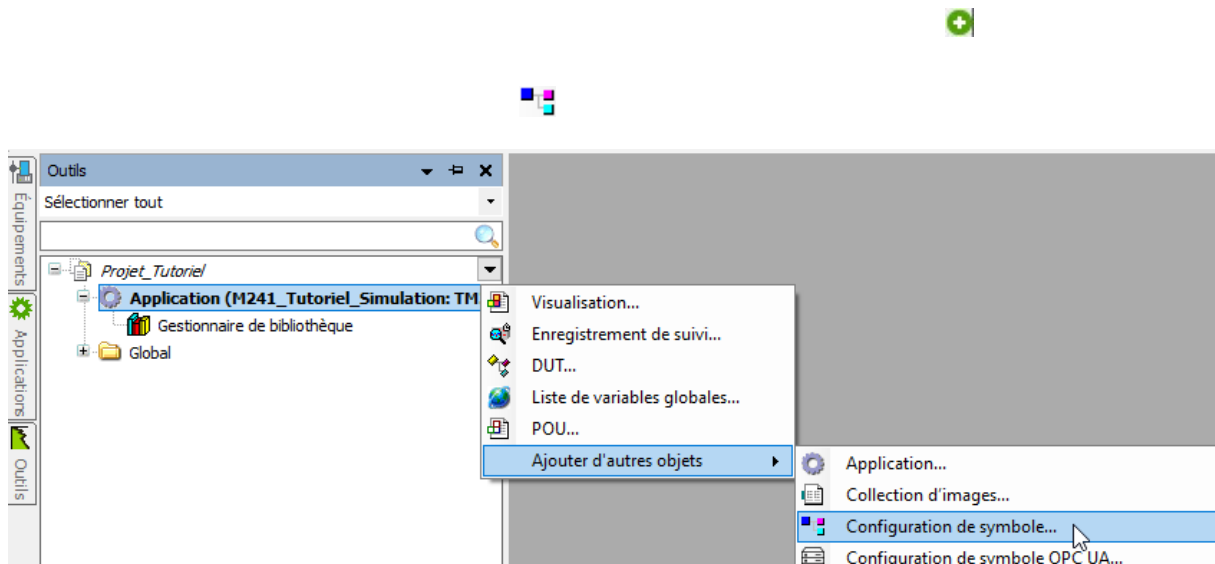 Outils
Sélectionner tout
Équipements
Applications
Outils
Projet_Tutoriel
Application (M241_Tutoriel_Simulation: TM
Gestionnaire de bibliothèque
Global
Visualisation...
Enregistrement de suivi...
DUT...
Liste de variables globales...
POU...
Ajouter d'autres objets
Application...
Collection d’images...
Configuration de symbole...
Configuration de symbole OPC UA...